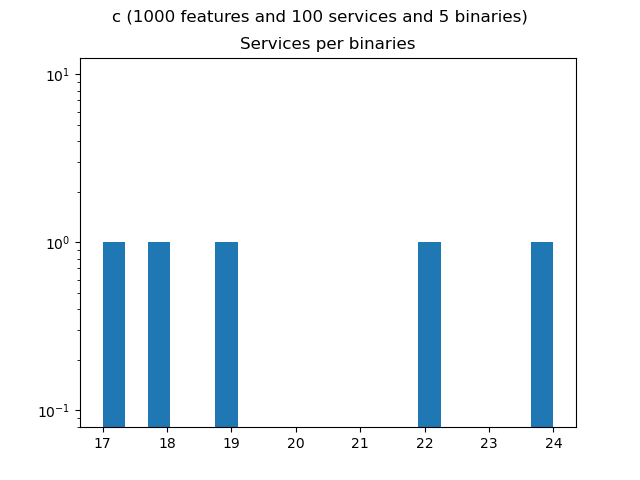 c (1000 features and 100 services and 5 binaries)
Services per binaries
10¹
10⁰
10⁻¹
17 18 19 20 21 22 23 24